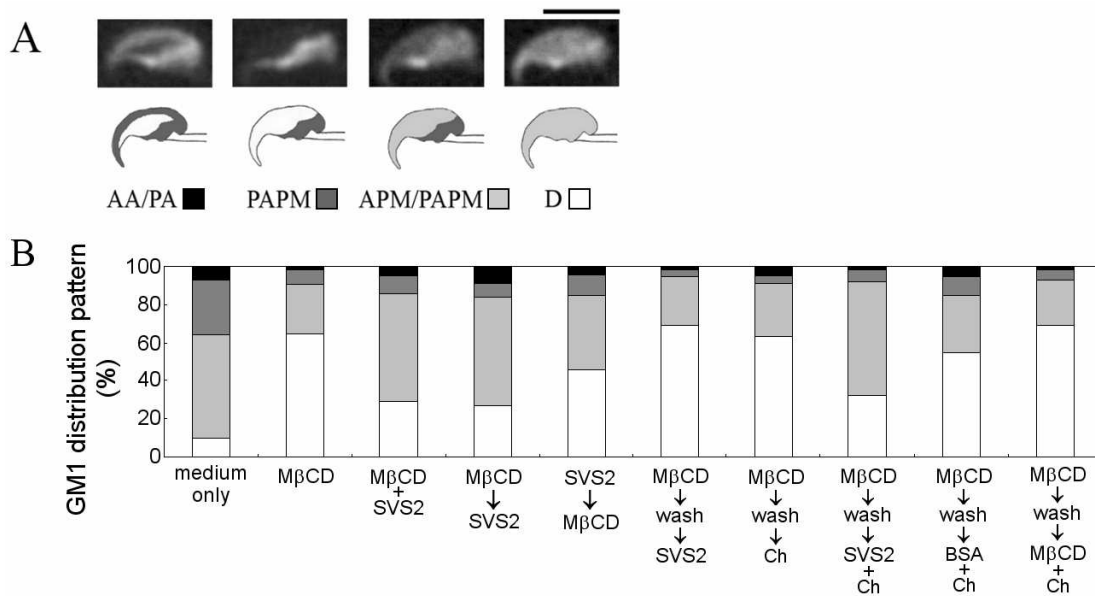 A
AA/PA PAPM APM/PAPM D
B
GM1 distribution pattern
(%)
100
80
60
40
20
0
medium
only
MβCD
MβCD
+
SVS2
MβCD
↓
SVS2
SVS2
↓
MβCD
MβCD
↓
wash
↓
SVS2
MβCD
↓
wash
↓
Ch
MβCD
↓
wash
↓
SVS2
+
Ch
MβCD
↓
wash
↓
BSA
+
Ch
MβCD
↓
wash
↓
MβCD
+
Ch